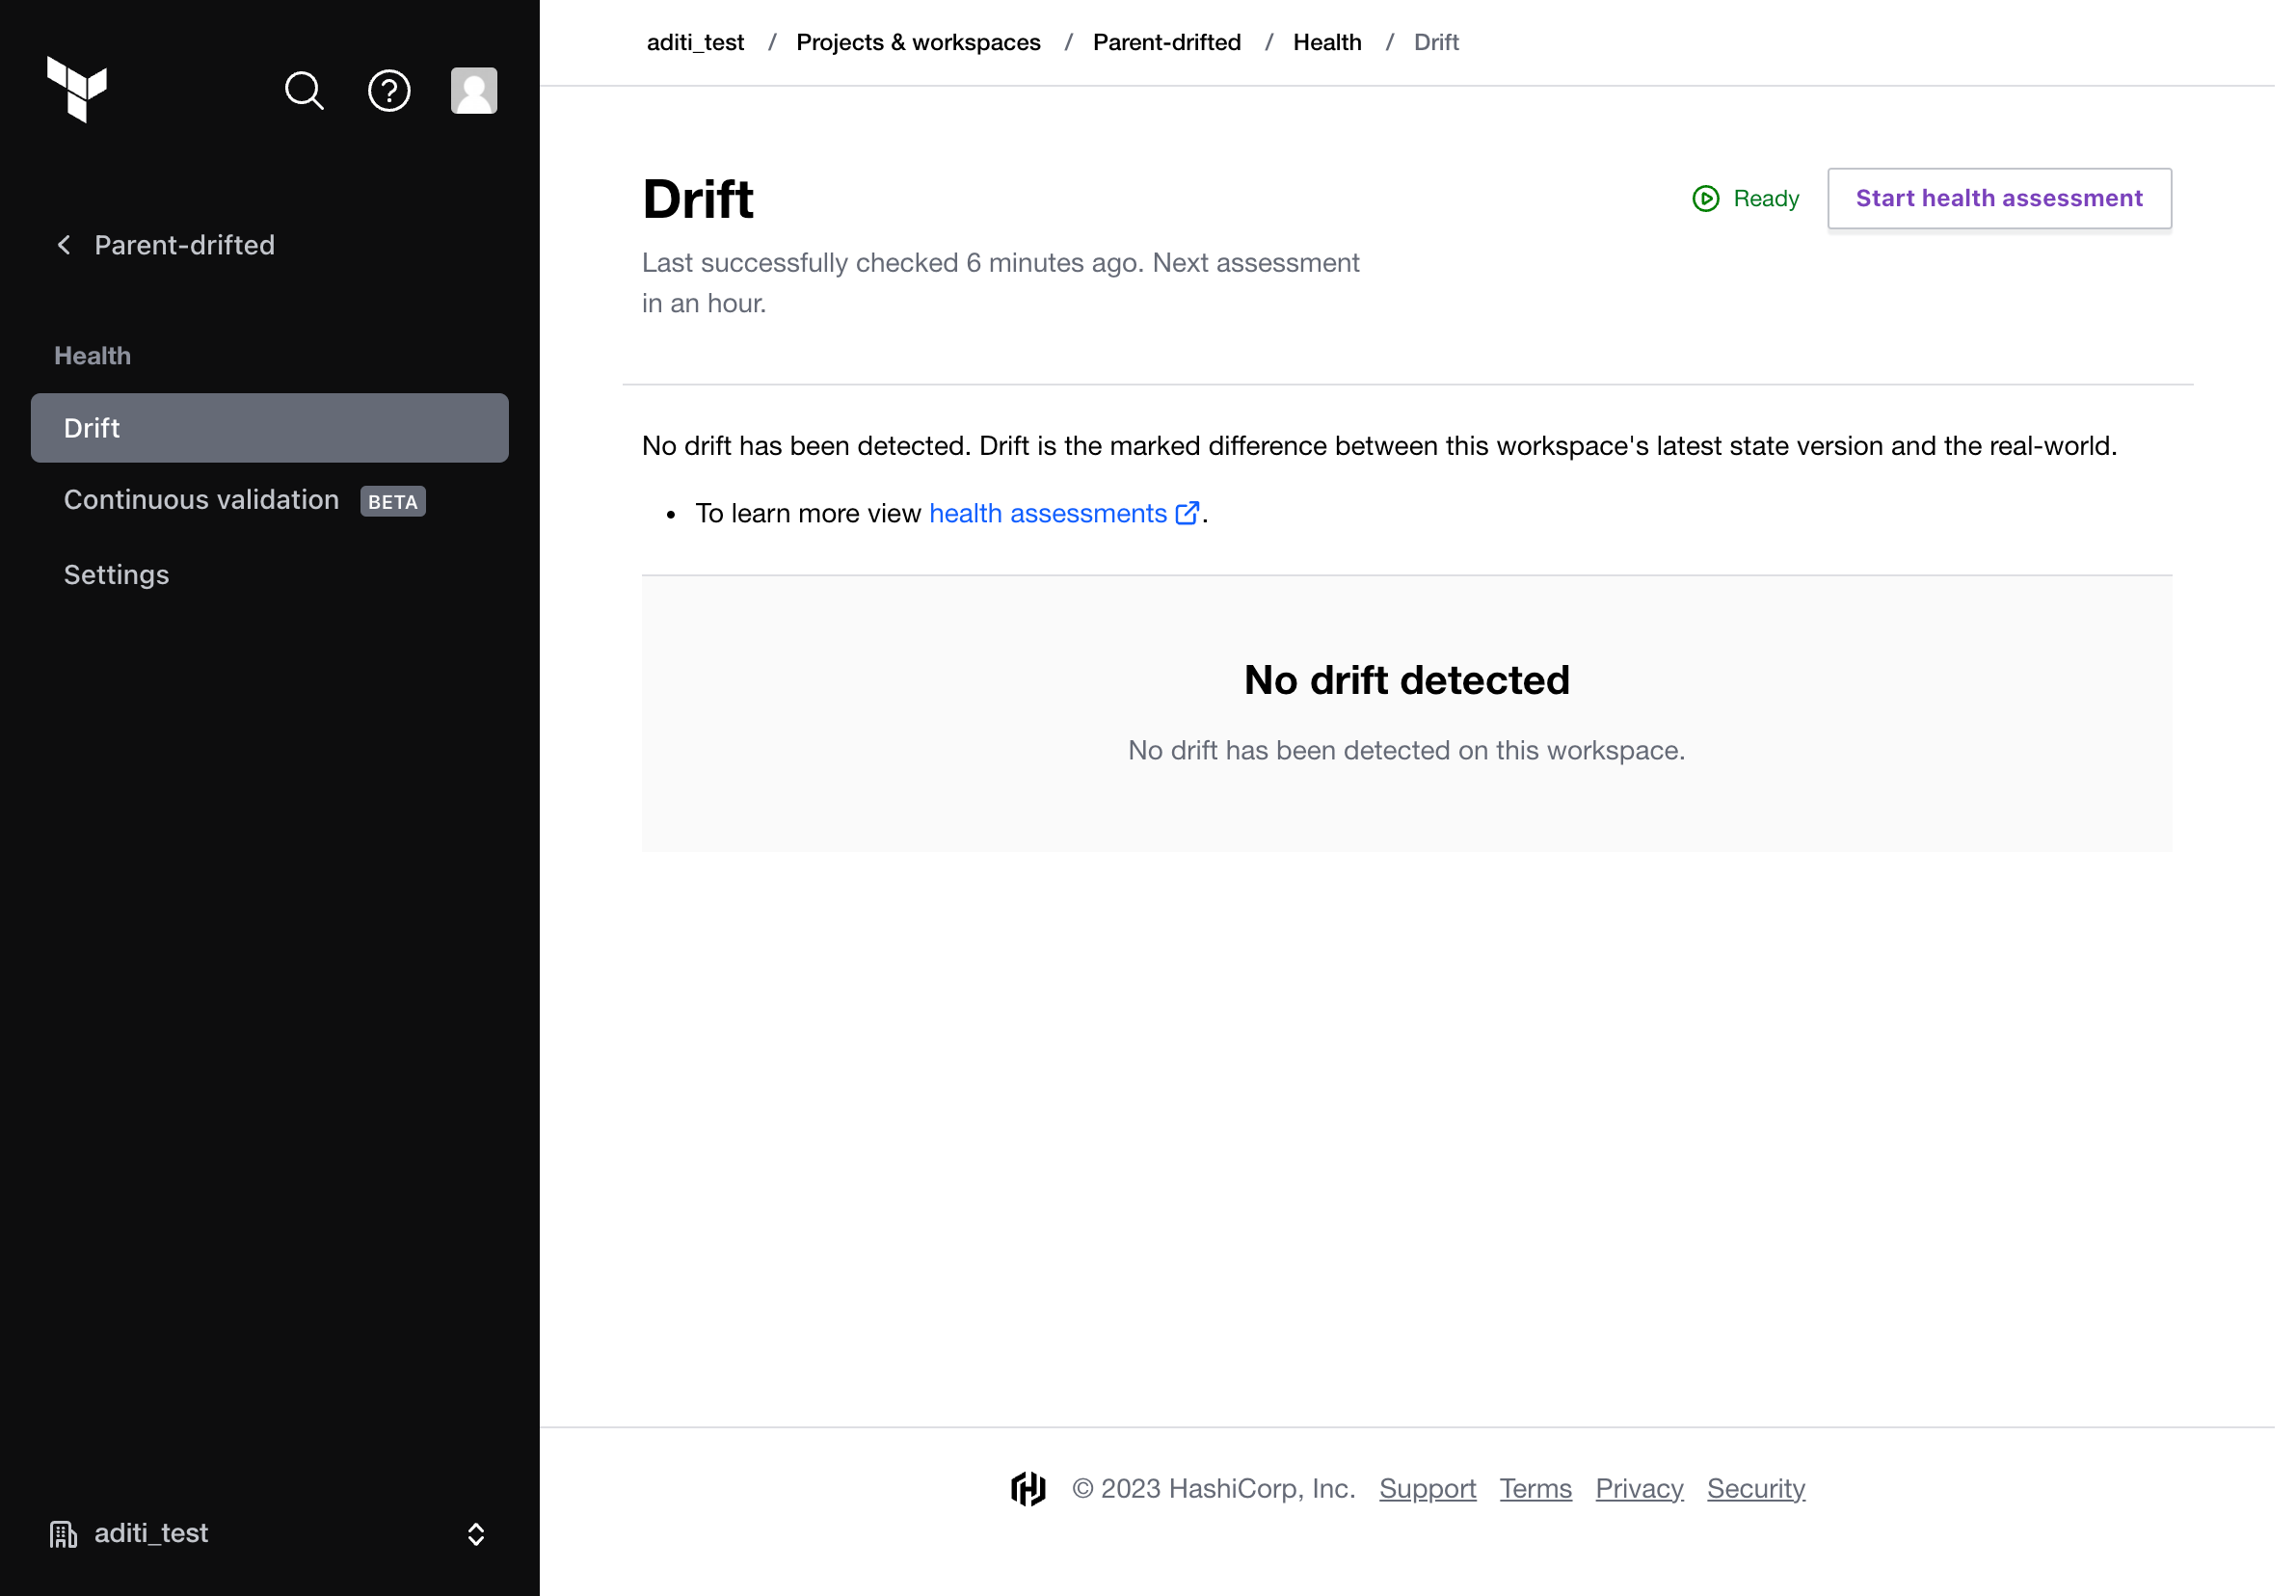 Parent-drifted
Health
Drift
Continuous validation BETA
Settings
aditi_test
aditi_test / Projects & workspaces / Parent-drifted / Health / Drift
Drift
Ready
Start health assessment
Last successfully checked 6 minutes ago. Next assessment
in an hour.
No drift has been detected. Drift is the marked difference between this workspace's latest state version and the real-world.
• To learn more view health assessments.
No drift detected
No drift has been detected on this workspace.
© 2023 HashiCorp, Inc. Support Terms Privacy Security